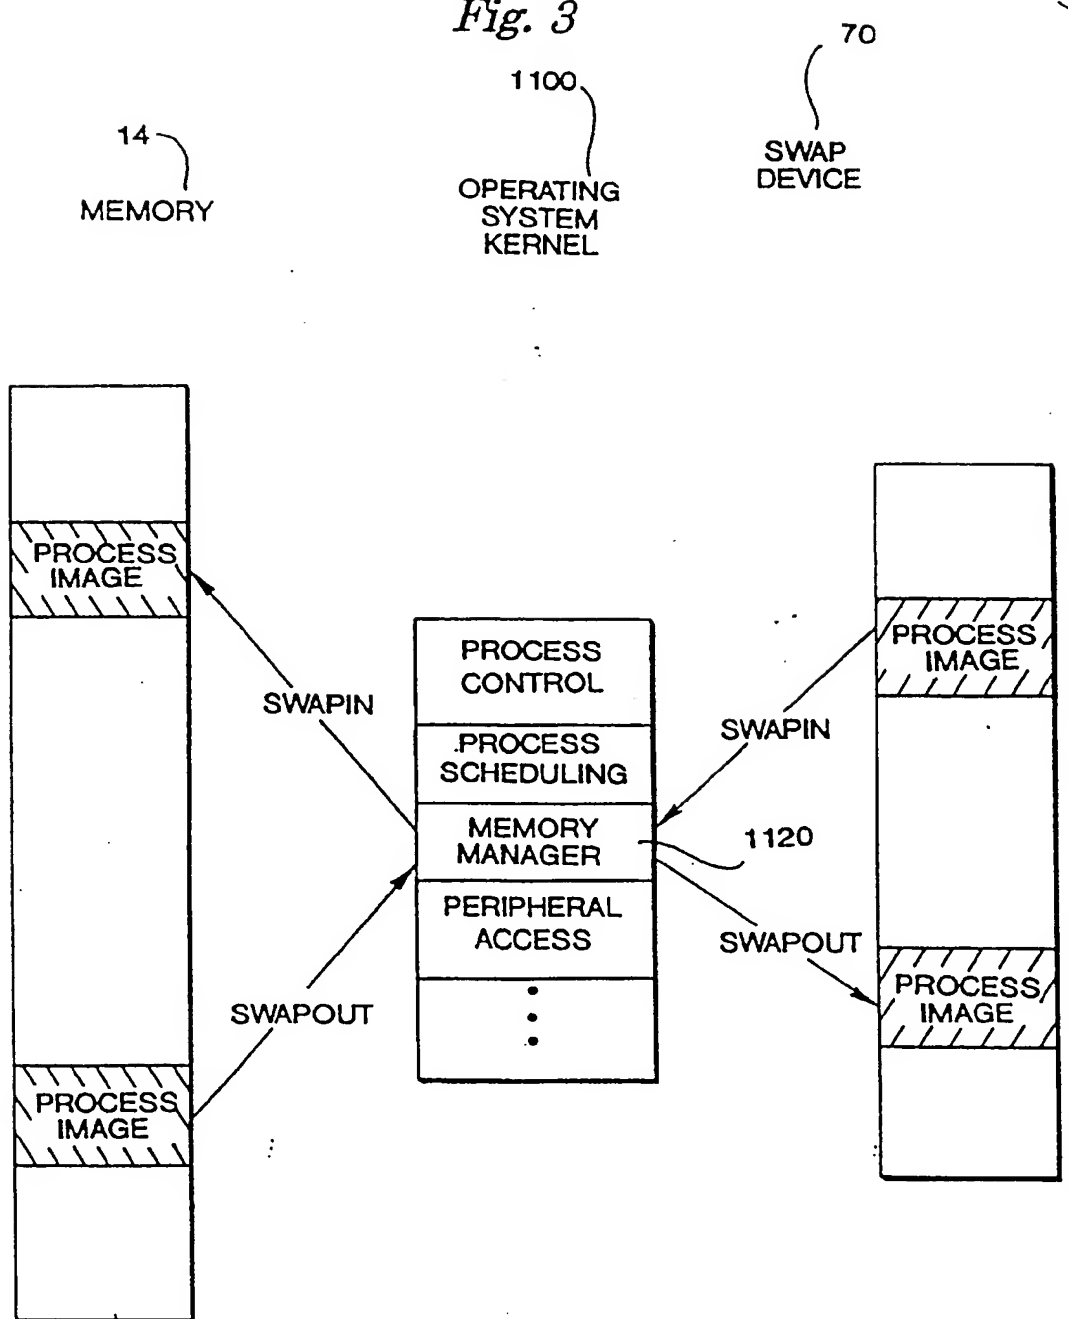 Fig. 3
70
1100
14
SWAP
DEVICE
MEMORY
OPERATING
SYSTEM
KERNEL
PROCESS
IMAGE
SWAPIN
SWAPOUT
PROCESS
IMAGE
PROCESS
CONTROL
PROCESS
SCHEDULING
MEMORY
MANAGER
1120
PERIPHERAL
ACCESS
SWAPIN
SWAPOUT
PROCESS
IMAGE
PROCESS
IMAGE